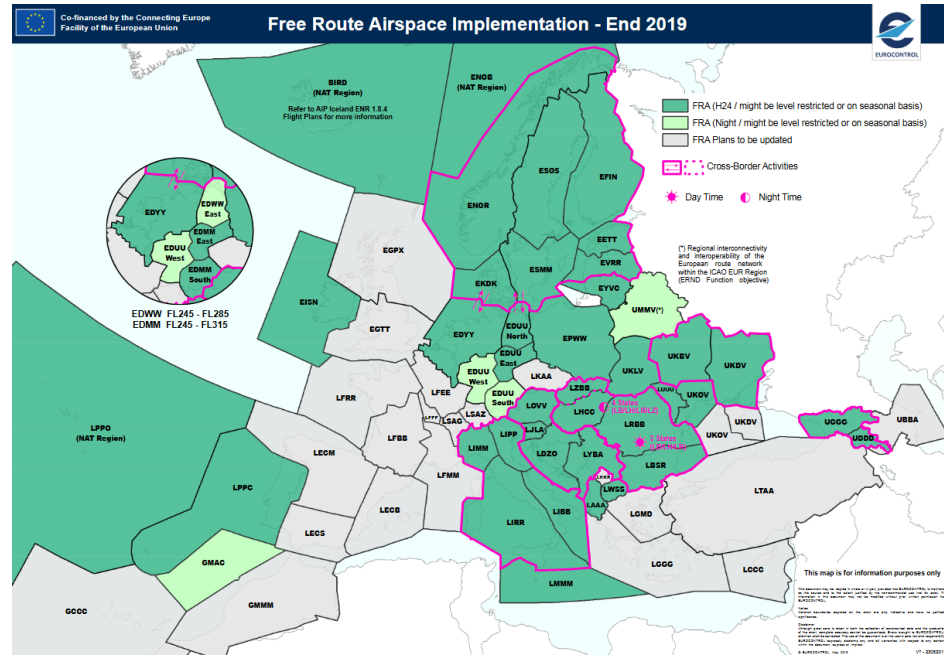 Co-financed by the Connecting Europe
Facility of the European Union
Free Route Airspace Implementation - End 2019
EUROCONTROL
BIRD
(NAT Region)
Refer to AIP Iceland ENR 1.8.4
Flight Plans for more information
ENOB
(NAT Region)
FRA (H24 / might be level restricted or on seasonal basis)
FRA (Night / might be level restricted or on seasonal basis)
FRA Plans to be updated
Cross-Border Activities
Day Time
Night Time
(*) Regional interconnectivity
and interoperability of the
European route network
within the ICAO EUR Region
(ERND Function objective)
EDYY
EDWW
East
EDMM
East
EDUU
West
EDMM
South
EDWW FL245 - FL285
EDMM FL245 - FL315
ESOS
EFIN
ENOR
EGPX
EETT
EVRR
ESMM
EKDK
EYVC
EISN
UMMV(*)
EGTT
EDYY
EDUU
North
EPWW
EDUU
East
UKLV
UKBV
UKDV
EDUU
West
LKAA
EDUU
South
LFEE
LFRR
LZBB
LUUU
UKOV
LOVV
LHCC
LSAZ
LSAG
LFFF
LRBB
UKOV
UKDV
UGGG
UDDD
UBBA
LPPO
(NAT Region)
LFBB
LIMM
LIPP
LJLA
LDZO
LYBA
LBSR
LECM
LFMM
LPPC
LWSS
LAAA
LTAA
LECB
LIRR
LIBB
LGMD
LECS
GMAC
LGGG
LCCC
LMMM
GCCC
GMMM
This map is for information purposes only